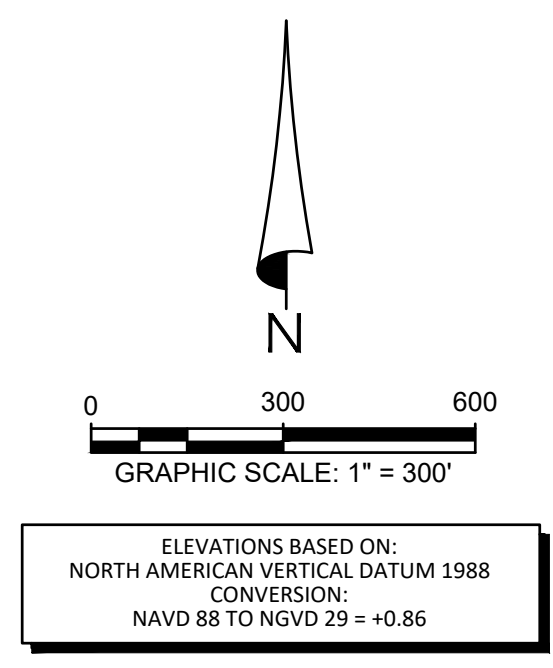 N
0 300 600
GRAPHIC SCALE: 1" = 300'
ELEVATIONS BASED ON:
NORTH AMERICAN VERTICAL DATUM 1988
CONVERSION:
NAVD 88 TO NGVD 29 = +0.86